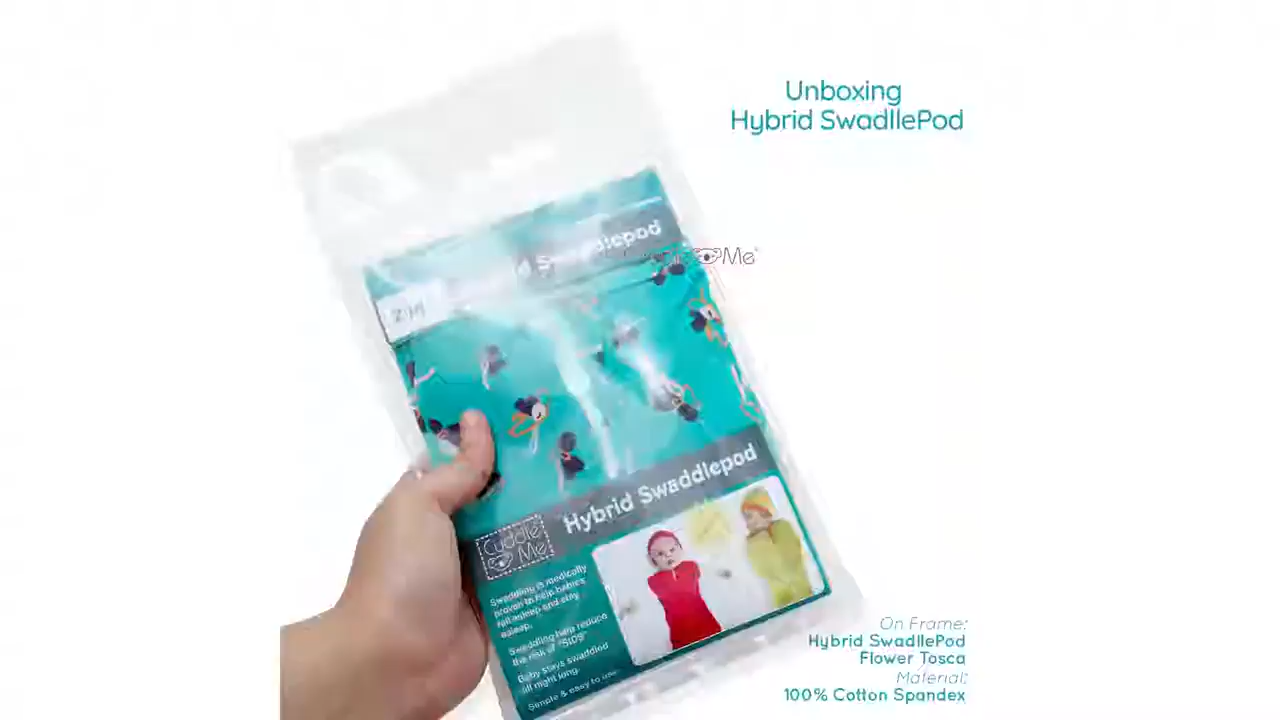 Unboxing
Hybrid SwadllePod
Swaddlepod
Me
Hybrid Swaddlepod
Cuddle
Me
Swaddling is medically
proven to help babies
fall asleep and stay
asleep.
Swaddling help reduce
the risk of "SIDS"
Baby stays swaddled
all night long.
Simple & easy to use
On Frame:
Hybrid SwadllePod
Flower Tosca
Material:
100% Cotton Spandex